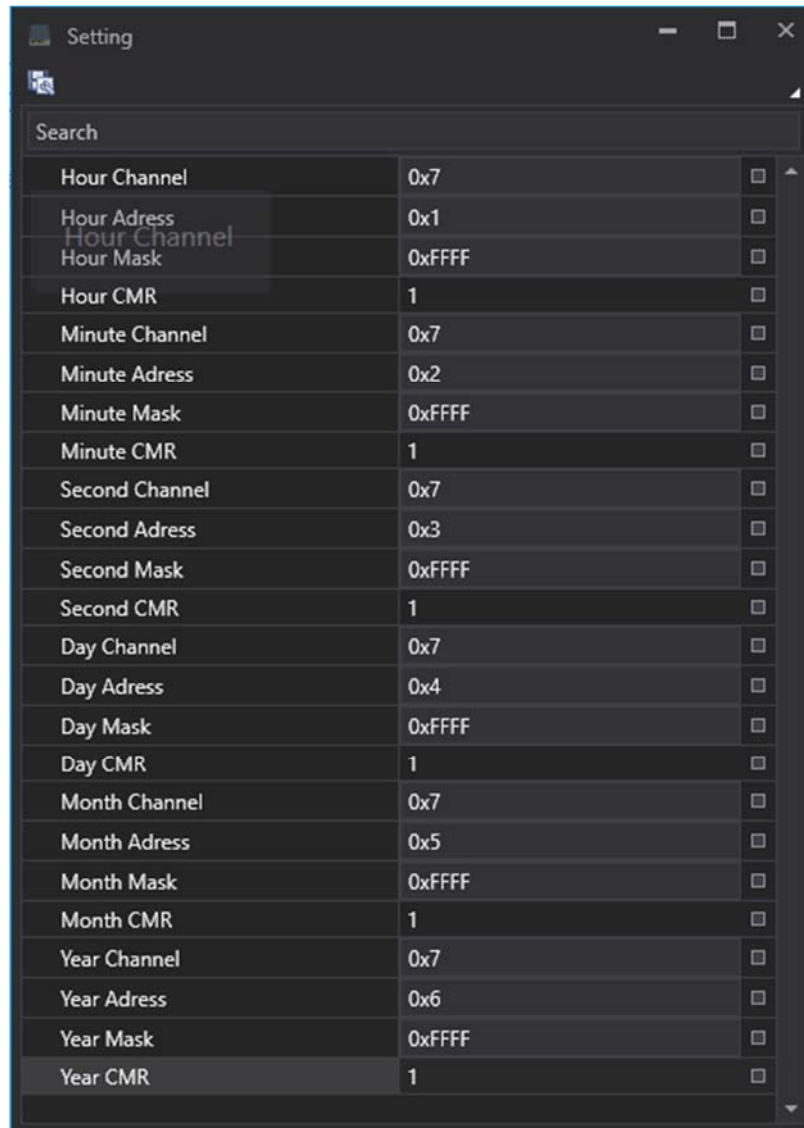 Setting
Search
Hour Channel 0x7
Hour Adress 0x1
Hour Channel
Hour Mask 0xFFFF
Hour CMR 1
Minute Channel 0x7
Minute Adress 0x2
Minute Mask 0xFFFF
Minute CMR 1
Second Channel 0x7
Second Adress 0x3
Second Mask 0xFFFF
Second CMR 1
Day Channel 0x7
Day Adress 0x4
Day Mask 0xFFFF
Day CMR 1
Month Channel 0x7
Month Adress 0x5
Month Mask 0xFFFF
Month CMR 1
Year Channel 0x7
Year Adress 0x6
Year Mask 0xFFFF
Year CMR 1